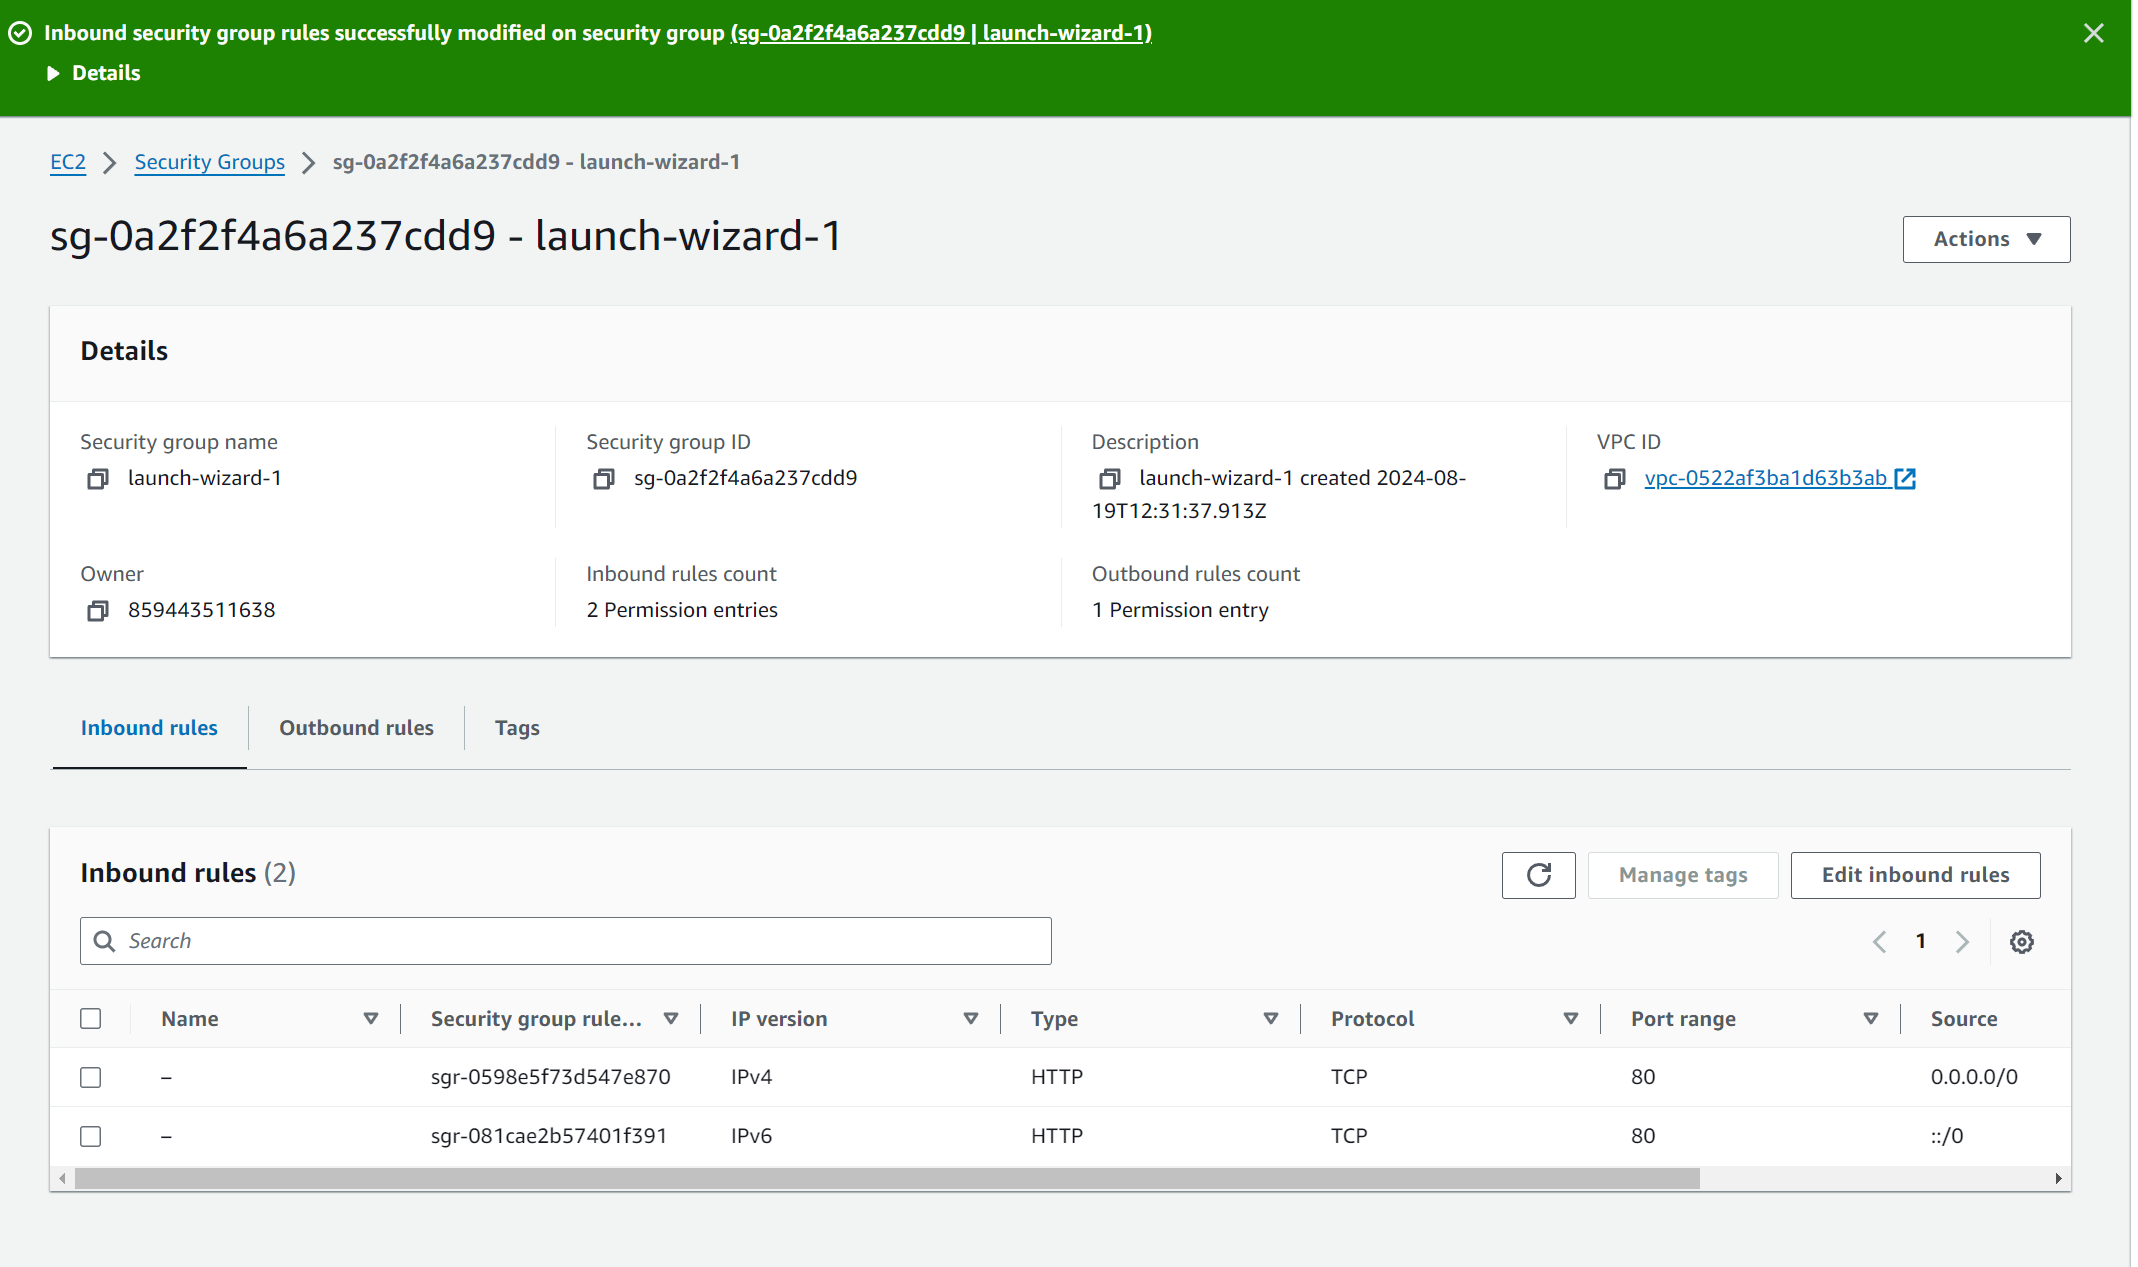 Inbound security group rules successfully modified on security group (sg-0a2f2f4a6a237cdd9 | launch-wizard-1)
Details
EC2 Security Groups sg-0a2f2f4a6a237cdd9 - launch-wizard-1
sg-0a2f2f4a6a237cdd9 - launch-wizard-1
Actions
Details
Security group name Security group ID Description VPC ID
launch-wizard-1 sg-0a2f2f4a6a237cdd9 launch-wizard-1 created 2024-08-19T12:31:37.913Z vpc-0522af3ba1d63b3ab
Owner Inbound rules count Outbound rules count
859443511638 2 Permission entries 1 Permission entry
Inbound rules Outbound rules Tags
Inbound rules (2) Manage tags Edit inbound rules
Search 1
Name Security group rule... IP version Type Protocol Port range Source
– sgr-0598e5f73d547e870 IPv4 HTTP TCP 80 0.0.0.0/0
– sgr-081cae2b57401f391 IPv6 HTTP TCP 80 ::/0